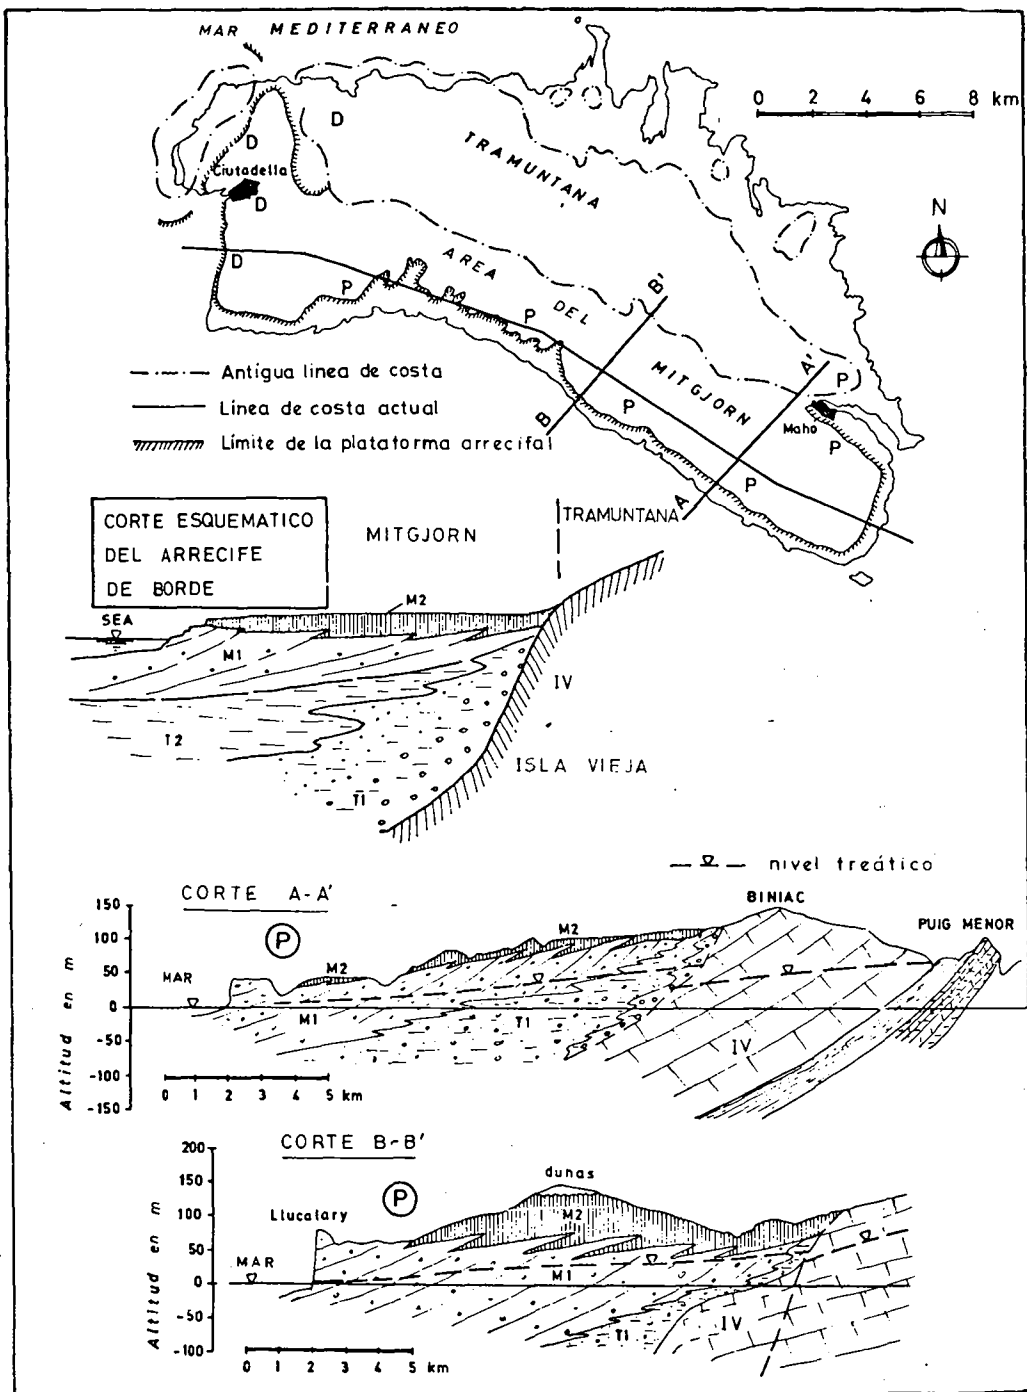 MAR MEDITERRANEO
0 2 4 6 8 km
D
D
TRAMUNTANA
Ciutadella
D
N
D
AREA DEL MITGJORN
P
P
B'
A'
P
P
Maho
P
B
P
A
Antigua linea de costa
Línea de costa actual
Límite de la plataforma arrecifal
CORTE ESQUEMATICO
DEL ARRECIFE
DE BORDE
MITGJORN
TRAMUNTANA
M2
SEA
M1
IV
T2
ISLA VIEJA
T1
nivel treático
CORTE A-A'
BINIAC
150
P
M2
PUIG MENOR
100
MAR
M2
50
0
M1
T1
-50
IV
-100
-150
Altitud en m
0 1 2 3 4 5 km
CORTE B-B'
200
dunas
150
P
M2
Llucalary
100
50
MAR
M1
0
-50
T1
IV
-100
Altitud en m
0 1 2 3 4 5 km